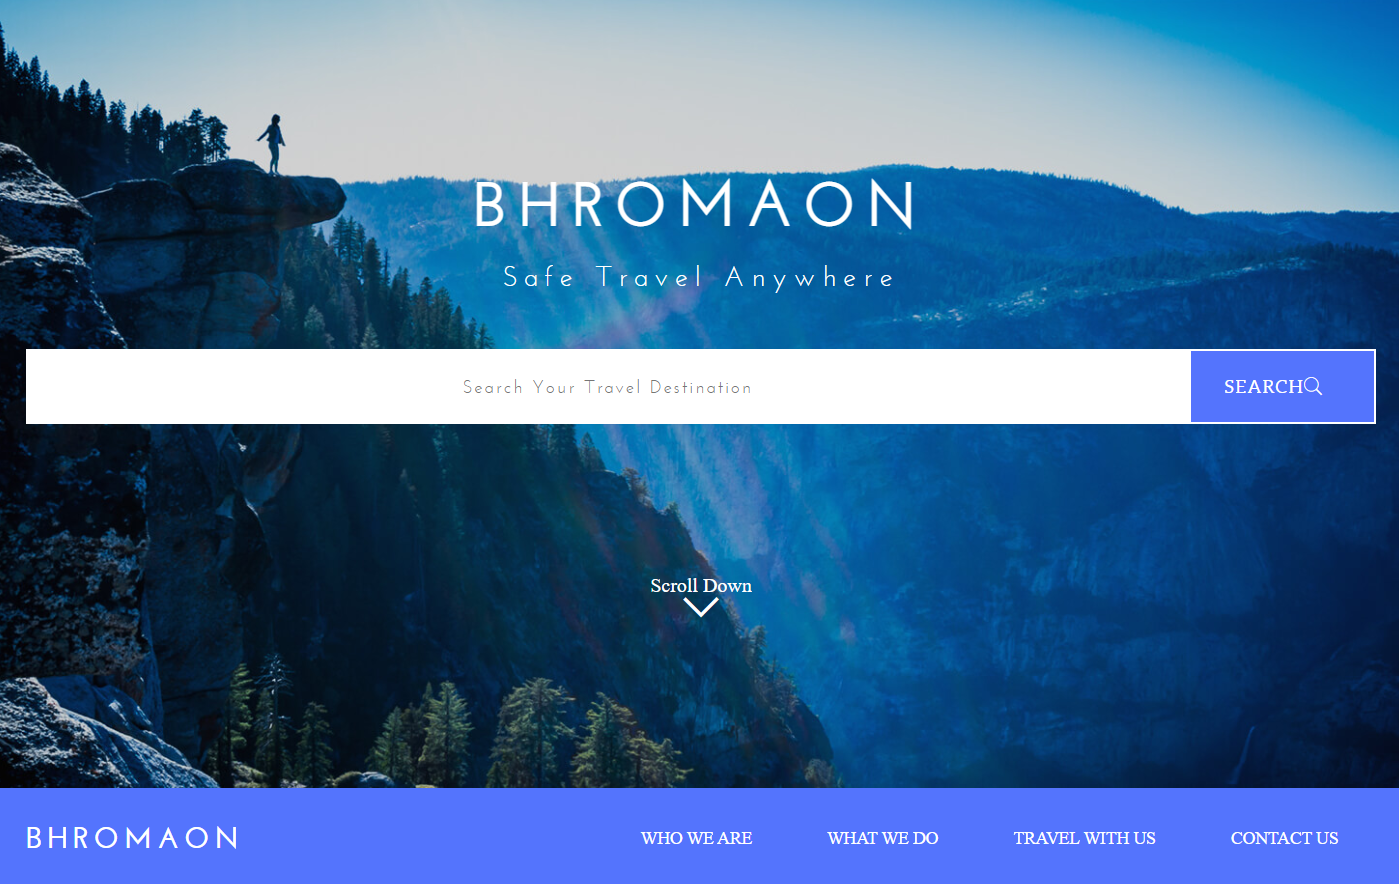 BHROMAON
Safe Travel Anywhere
Search Your Travel Destination
SEARCH
Scroll Down
BHROMAON
WHO WE ARE
WHAT WE DO
TRAVEL WITH US
CONTACT US